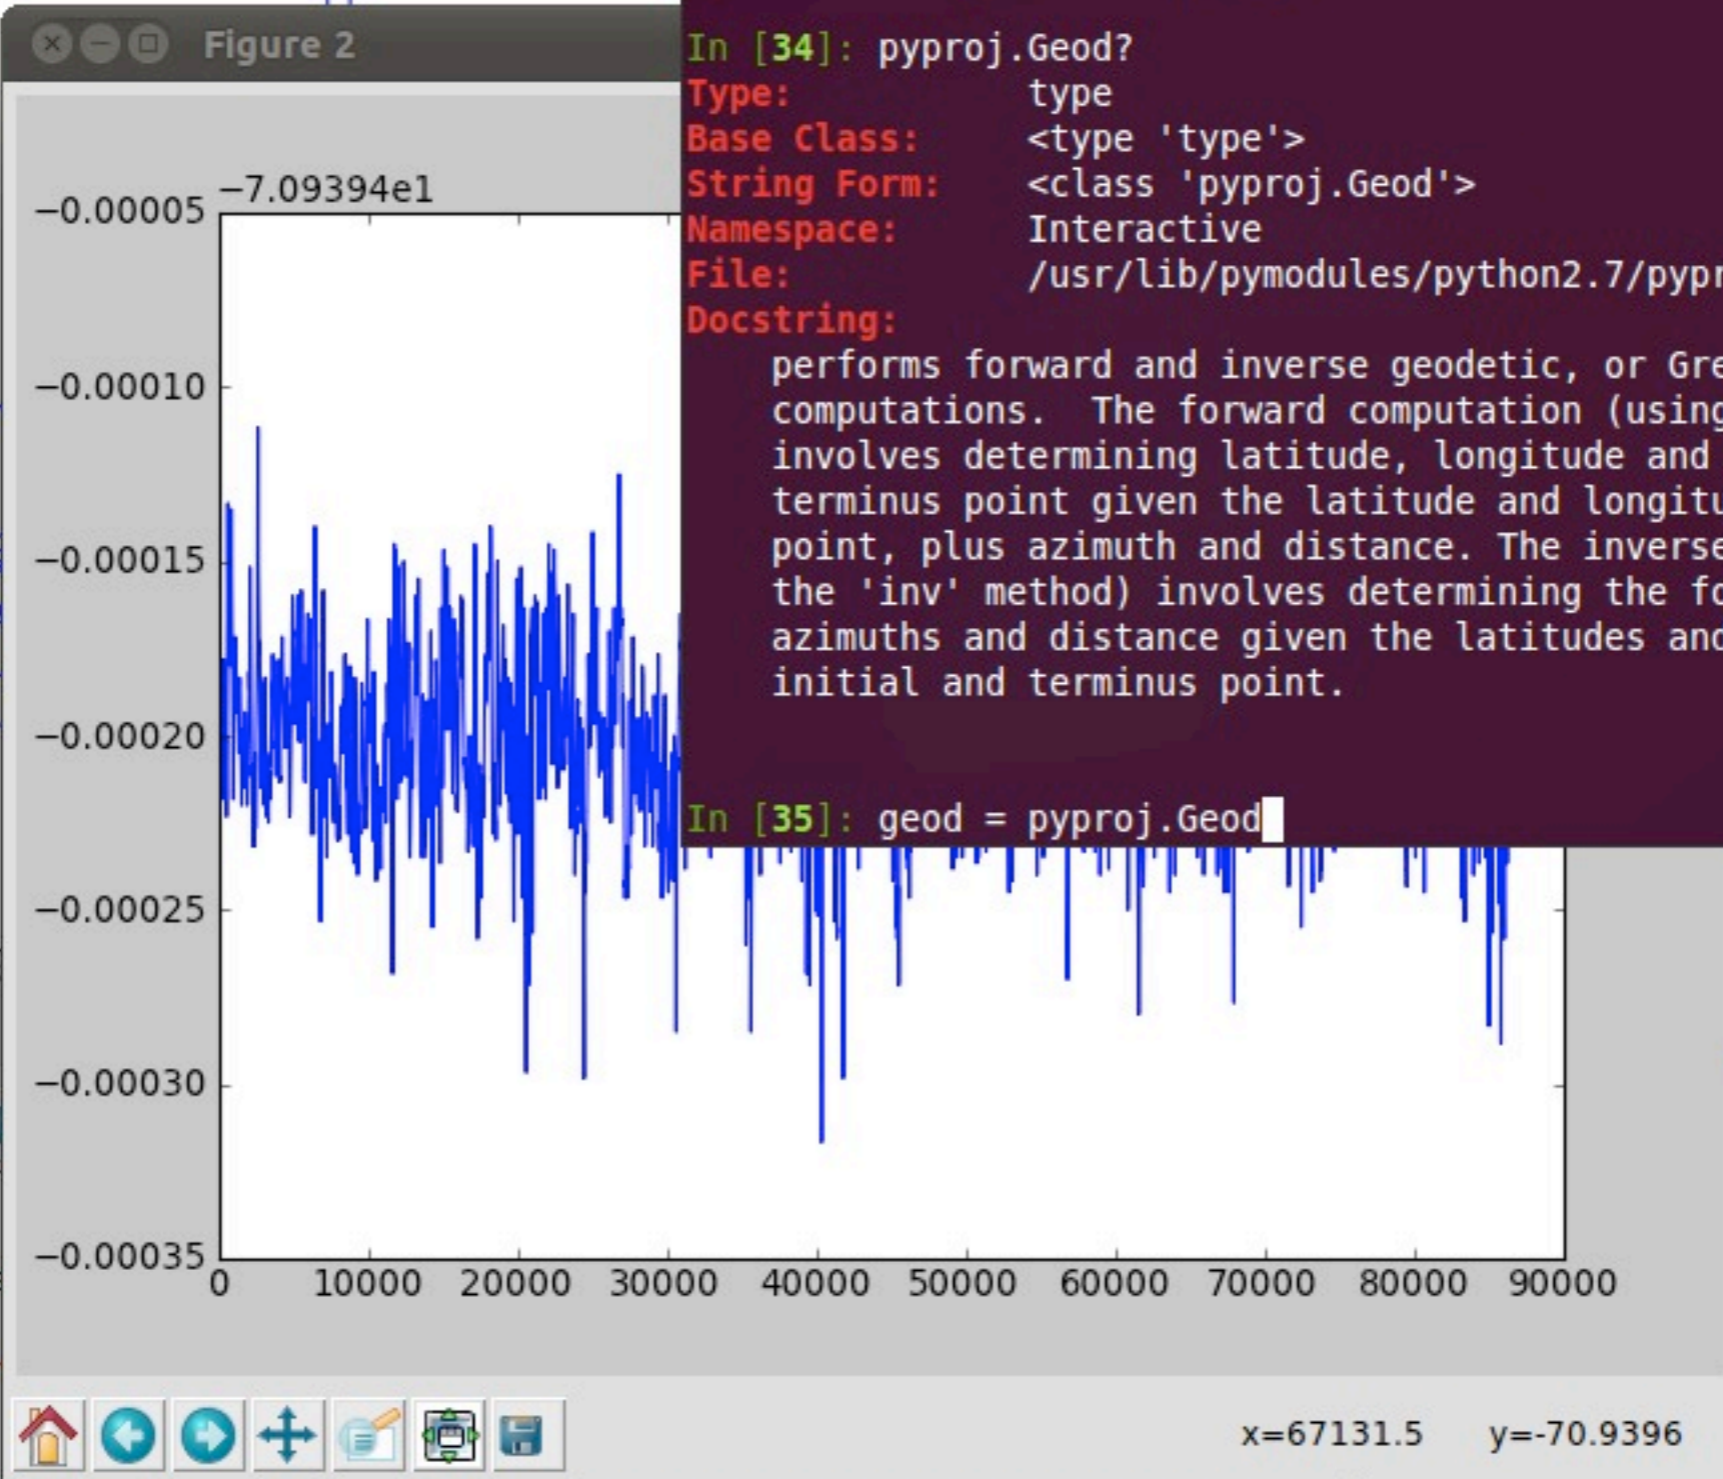 Figure 2
−7.09394e1
−0.00005
−0.00010
−0.00015
−0.00020
−0.00025
−0.00030
−0.00035
0 10000 20000 30000 40000 50000 60000 70000 80000 90000
x=67131.5 y=-70.9396
In [34]: pyproj.Geod?
Type: type
Base Class: <type 'type'>
String Form: <class 'pyproj.Geod'>
Namespace: Interactive
File: /usr/lib/pymodules/python2.7/pypr
Docstring:
performs forward and inverse geodetic, or Gre
computations. The forward computation (using
involves determining latitude, longitude and
terminus point given the latitude and longitu
point, plus azimuth and distance. The inverse
the 'inv' method) involves determining the fo
azimuths and distance given the latitudes and
initial and terminus point.
In [35]: geod = pyproj.Geod